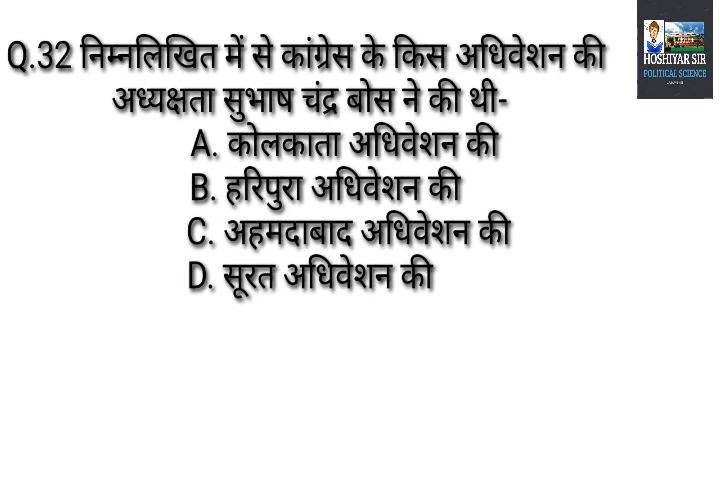 Q.32 निम्नलिखित में से कांग्रेस के किस अधिवेशन की
अध्यक्षता सुभाष चंद्र बोस ने की थी-
A. कोलकाता अधिवेशन की
B. हरिपुरा अधिवेशन की
C. अहमदाबाद अधिवेशन की
D. सूरत अधिवेशन की
HOSHIYAR SIR
POLITICAL SCIENCE